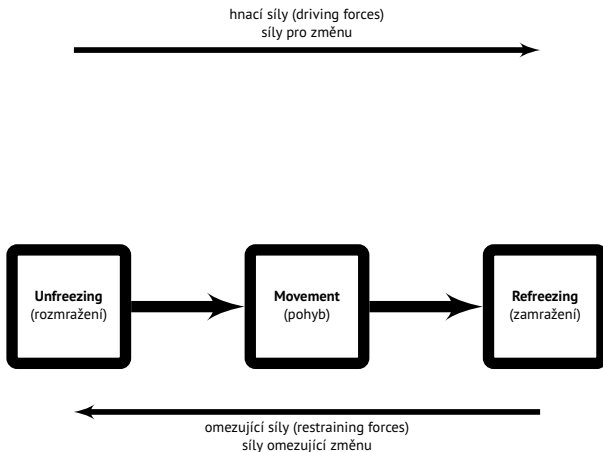 hnací síly (driving forces)
síly pro změnu
Unfreezing
(rozmražení)
Movement
(pohyb)
Refreezing
(zamražení)
omezující síly (restraining forces)
síly omezující změnu